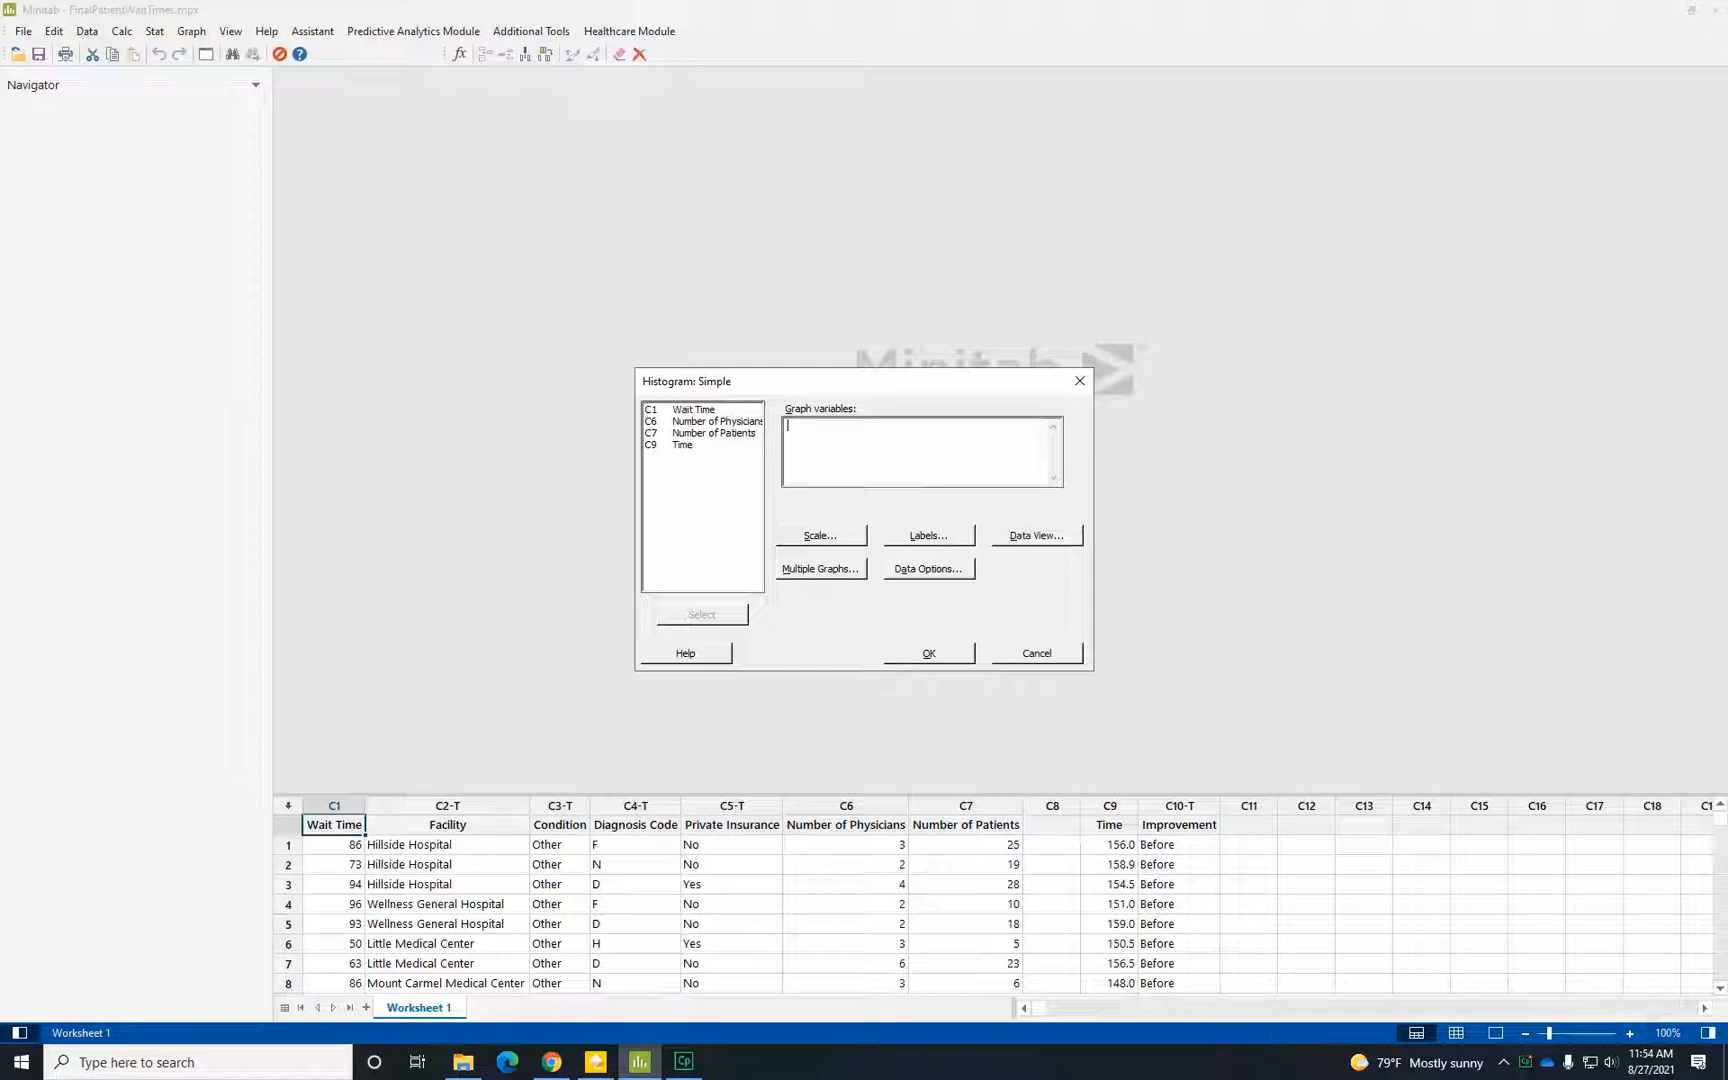 Minitab - FinalPatientWaitTimes.mpx
File Edit Data Calc Stat Graph View Help Assistant Predictive Analytics Module Additional Tools Healthcare Module
fx
Navigator
Minitab
Histogram: Simple
C1 Wait Time
C6 Number of Physicians
C7 Number of Patients
C9 Time
Graph variables:
Scale... Labels... Data View...
Multiple Graphs... Data Options...
Select
Help OK Cancel
C1 C2-T C3-T C4-T C5-T C6 C7 C8 C9 C10-T C11 C12 C13 C14 C15 C16 C17 C18 C1
Wait Time Facility Condition Diagnosis Code Private Insurance Number of Physicians Number of Patients Time Improvement
1 86 Hillside Hospital Other F No 3 25 156.0 Before
2 73 Hillside Hospital Other N No 2 19 158.9 Before
3 94 Hillside Hospital Other D Yes 4 28 154.5 Before
4 96 Wellness General Hospital Other F No 2 10 151.0 Before
5 93 Wellness General Hospital Other D No 2 18 159.0 Before
6 50 Little Medical Center Other H Yes 3 5 150.5 Before
7 63 Little Medical Center Other D No 6 23 156.5 Before
8 86 Mount Carmel Medical Center Other N No 3 6 148.0 Before
Worksheet 1
Worksheet 1 100%
Type here to search
Cp
79°F Mostly sunny
11:54 AM
8/27/2021